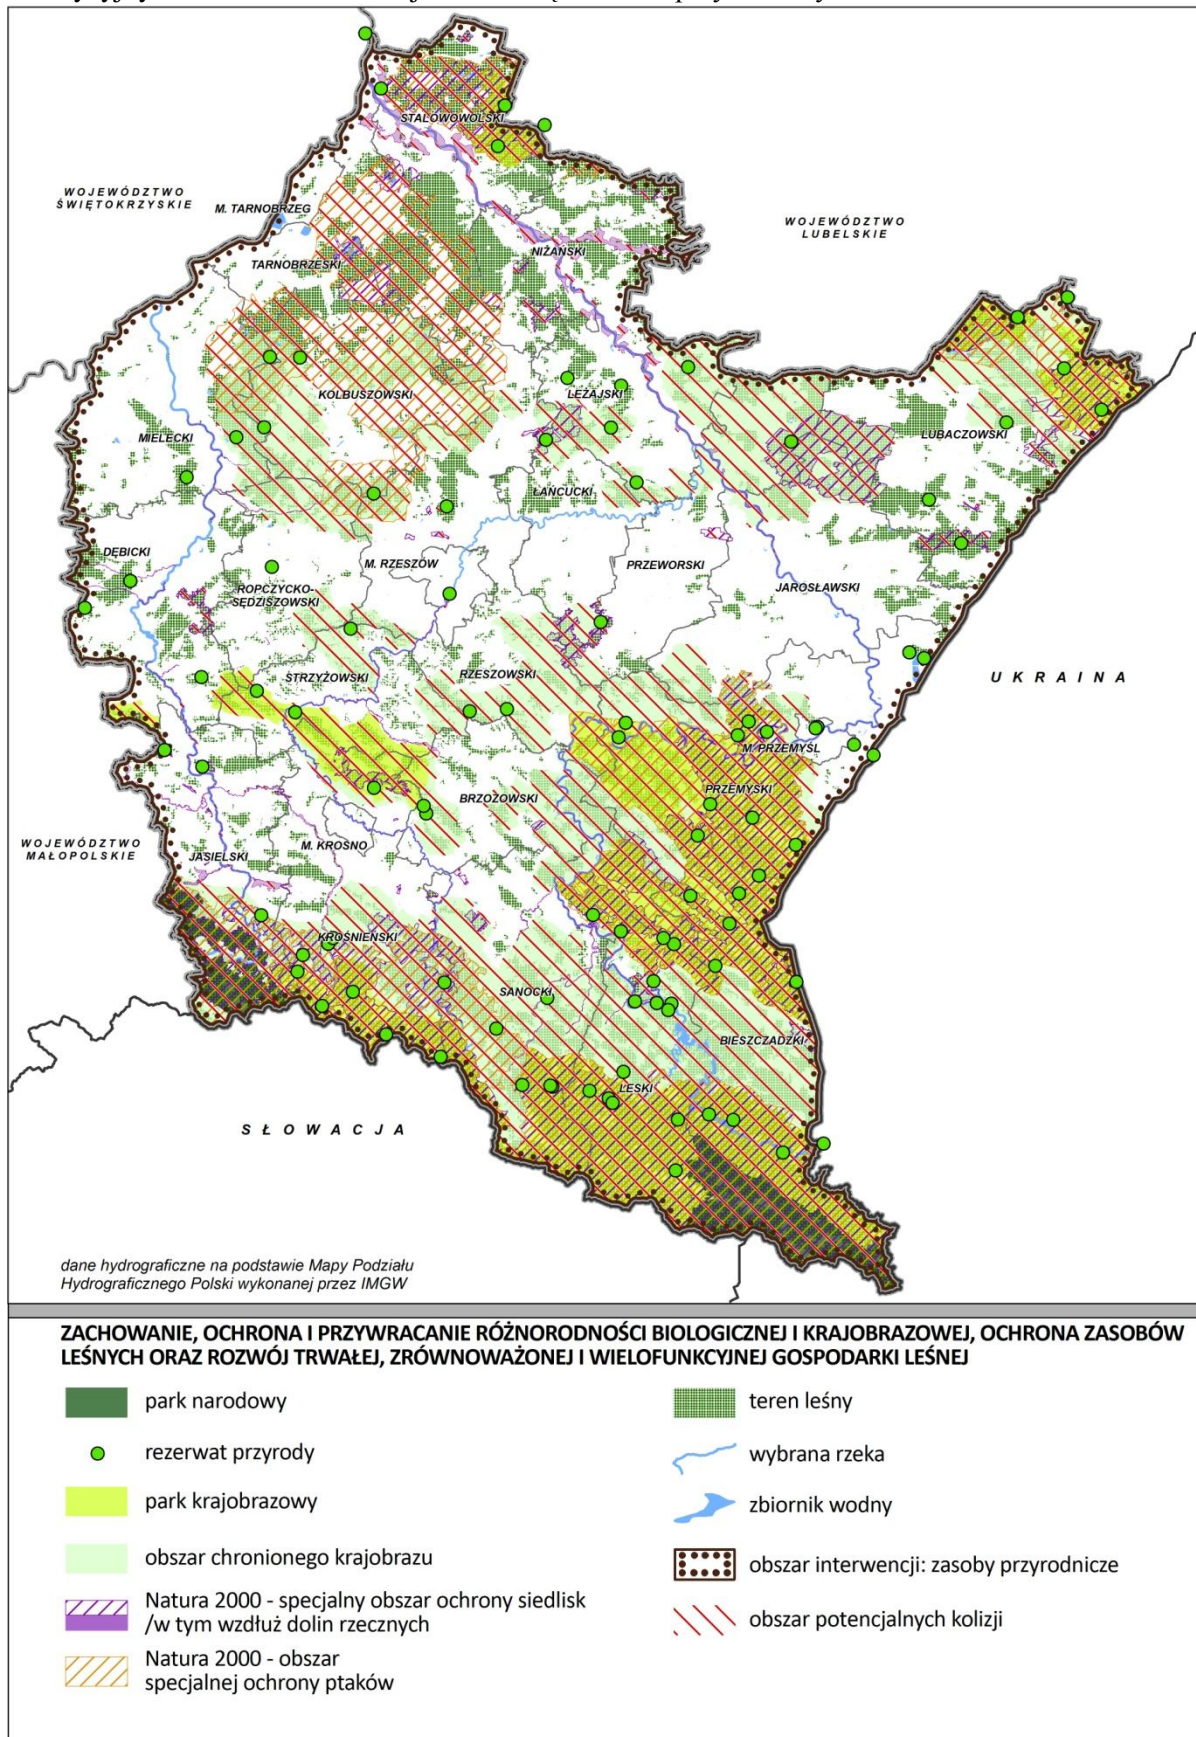 WOJEWÓDZTWO
ŚWIĘTOKRZYSKIE
M. TARNOBRZEG
STALOWOWOLSKI
TARNOBRZESKI
NIŻAŃSKI
WOJEWÓDZTWO
LUBELSKIE
KOLBUSZOWSKI
LEŻAJSKI
MIELECKI
LUBACZOWSKI
ŁAŃCUCKI
DĘBICKI
M. RZESZÓW
PRZEWORSKI
ROPCZYCKO-
SĘDZISZOWSKI
JAROSŁAWSKI
STRZYŻOWSKI
RZESZOWSKI
UKRAINA
M. PRZEMYŚL
PRZEMYSKI
BRZOZOWSKI
WOJEWÓDZTWO
MAŁOPOLSKIE
JASIELSKI
M. KROSNO
KROŚNIEŃSKI
SANOCKI
BIESZCZADZKI
LESKI
SŁOWACJA
dane hydrograficzne na podstawie Mapy Podziału
Hydrograficznego Polski wykonanej przez IMGW
ZACHOWANIE, OCHRONA I PRZYWRACANIE RÓŻNORODNOŚCI BIOLOGICZNEJ I KRAJOBRAZOWEJ, OCHRONA ZASOBÓW
LEŚNYCH ORAZ ROZWÓJ TRWAŁEJ, ZRÓWNOWAŻONEJ I WIELOFUNKCYJNEJ GOSPODARKI LEŚNEJ
park narodowy
rezerwat przyrody
park krajobrazowy
obszar chronionego krajobrazu
Natura 2000 - specjalny obszar ochrony siedlisk
/w tym wzdłuż dolin rzecznych
Natura 2000 - obszar
specjalnej ochrony ptaków
teren leśny
wybrana rzeka
zbiornik wodny
obszar interwencji: zasoby przyrodnicze
obszar potencjalnych kolizji